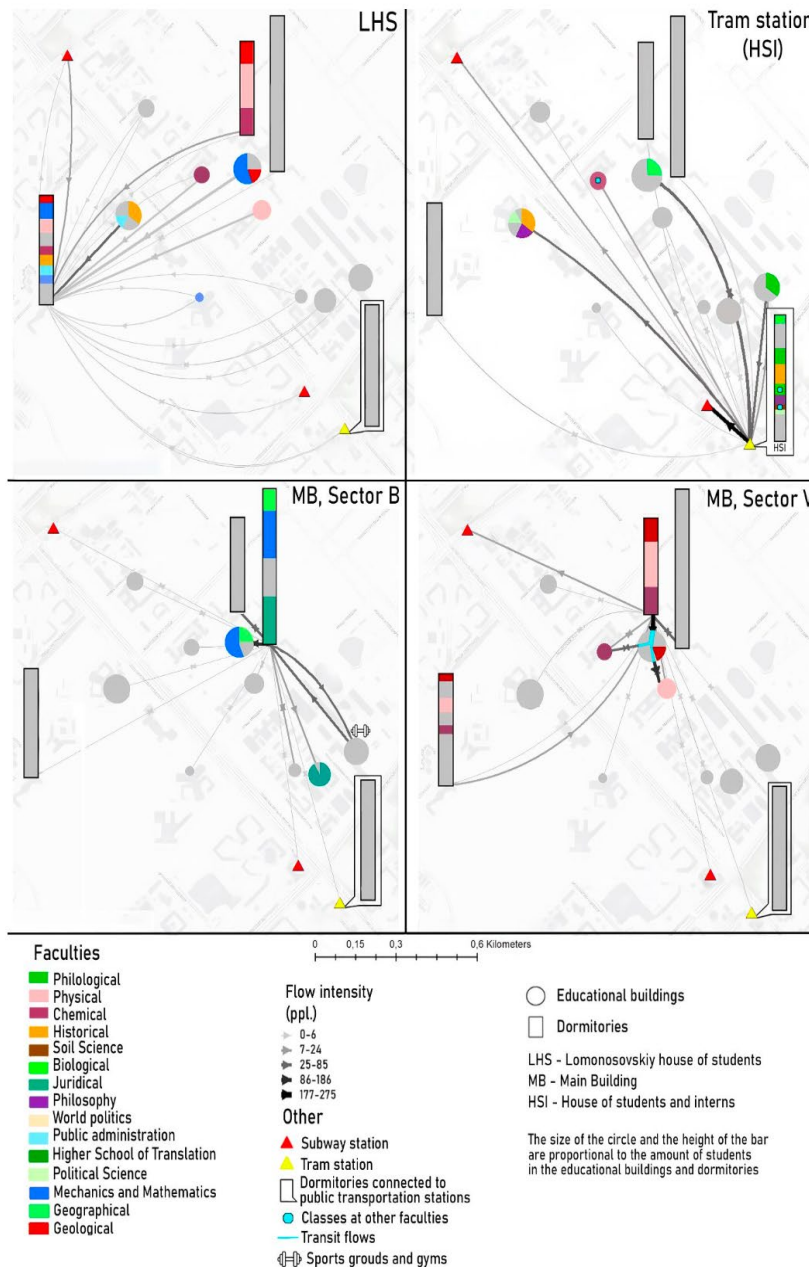 LHS
Tram station
(HSI)
HSI
MB, Sector B
MB, Sector V
0 0,15 0,3 0,6 Kilometers
Faculties
Philological
Physical
Chemical
Historical
Soil Science
Biological
Juridical
Philosophy
World politics
Public administration
Higher School of Translation
Political Science
Mechanics and Mathematics
Geographical
Geological
Flow intensity
(ppl.)
0-6
7-24
25-85
86-186
177-275
Other
Subway station
Tram station
Dormitories connected to
public transportation stations
Classes at other faculties
Transit flows
Sports grouds and gyms
Educational buildings
Dormitories
LHS - Lomonosovskiy house of students
MB - Main Building
HSI - House of students and interns
The size of the circle and the height of the bar
are proportional to the amount of students
in the educational buildings and dormitories